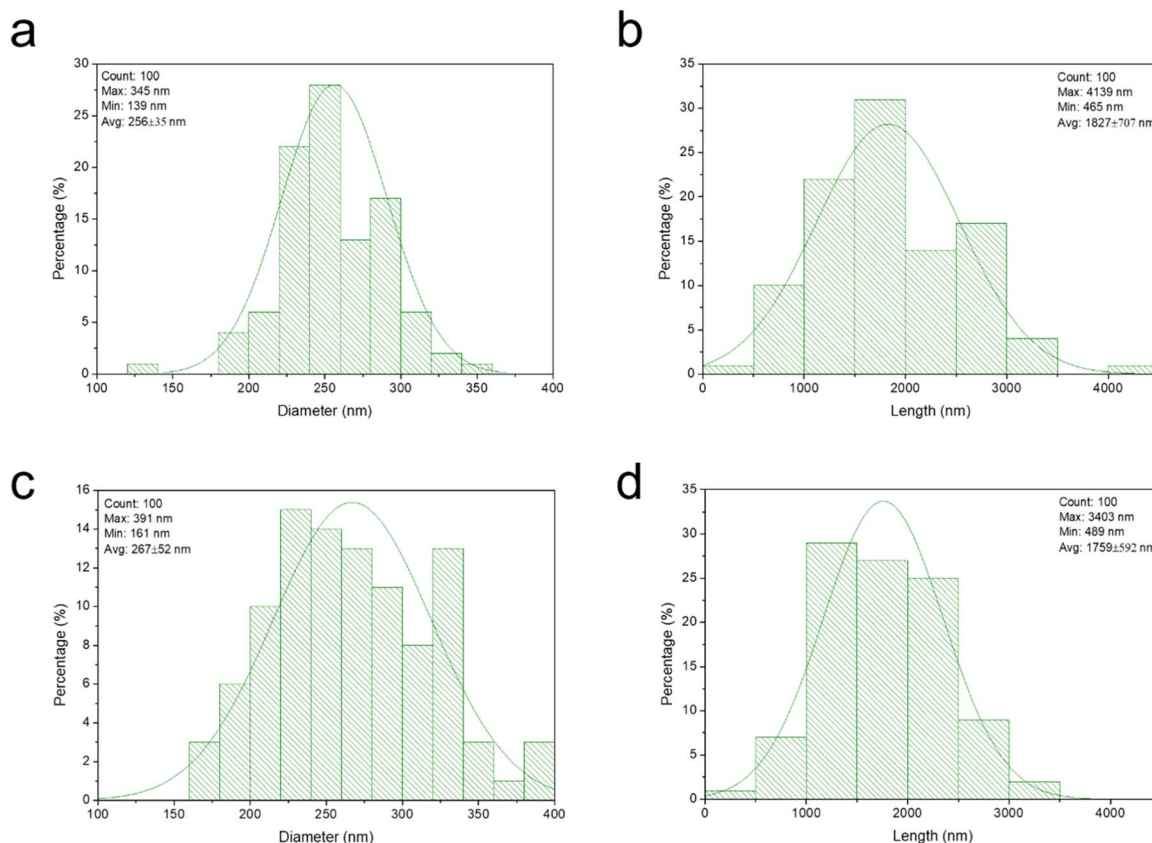 a
30
25
20
15
10
5
0
Percentage (%)
Count: 100
Max: 345 nm
Min: 139 nm
Avg: 256±35 nm
100 150 200 250 300 350 400
Diameter (nm)
b
35
30
25
20
15
10
5
0
Percentage (%)
Count: 100
Max: 4139 nm
Min: 465 nm
Avg: 1827±707 nm
0 1000 2000 3000 4000
Length (nm)
c
16
14
12
10
8
6
4
2
0
Percentage (%)
Count: 100
Max: 391 nm
Min: 161 nm
Avg: 267±52 nm
100 150 200 250 300 350 400
Diameter (nm)
d
35
30
25
20
15
10
5
0
Percentage (%)
Count: 100
Max: 3403 nm
Min: 489 nm
Avg: 1759±592 nm
0 1000 2000 3000 4000
Length (nm)